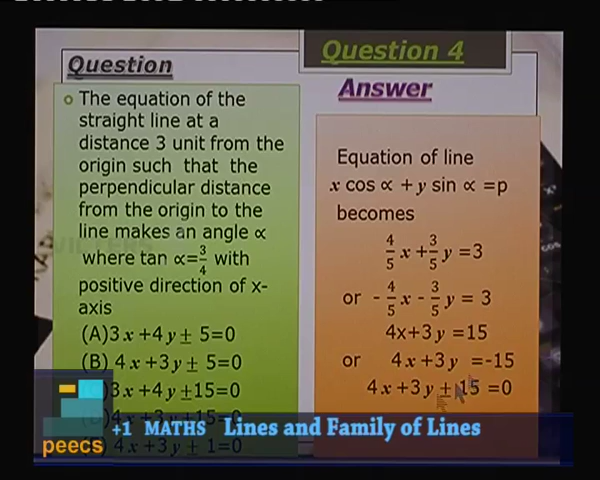 Question 4
Question
Answer
The equation of the
straight line at a
distance 3 unit from the
origin such that the
perpendicular distance
from the origin to the
line makes an angle ∝
where tan ∝=3/4 with
positive direction of x-
axis
(A)3x+4y± 5=0
(B) 4x+3y± 5=0
3x+4y±15=0
4x+3y±15=0
4x+3y± 1=0
Equation of line
x cos ∝ +y sin ∝ =p
becomes
4/5 x +3/5 y =3
or -4/5 x - 3/5 y = 3
4x+3y =15
or 4x+3y =-15
4x+3y ±15 =0
peecs
+1 MATHS Lines and Family of Lines